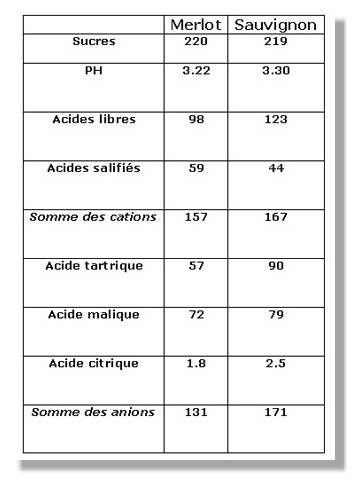 Merlot Sauvignon
Sucres 220 219
PH 3.22 3.30
Acides libres 98 123
Acides salifiés 59 44
Somme des cations 157 167
Acide tartrique 57 90
Acide malique 72 79
Acide citrique 1.8 2.5
Somme des anions 131 171